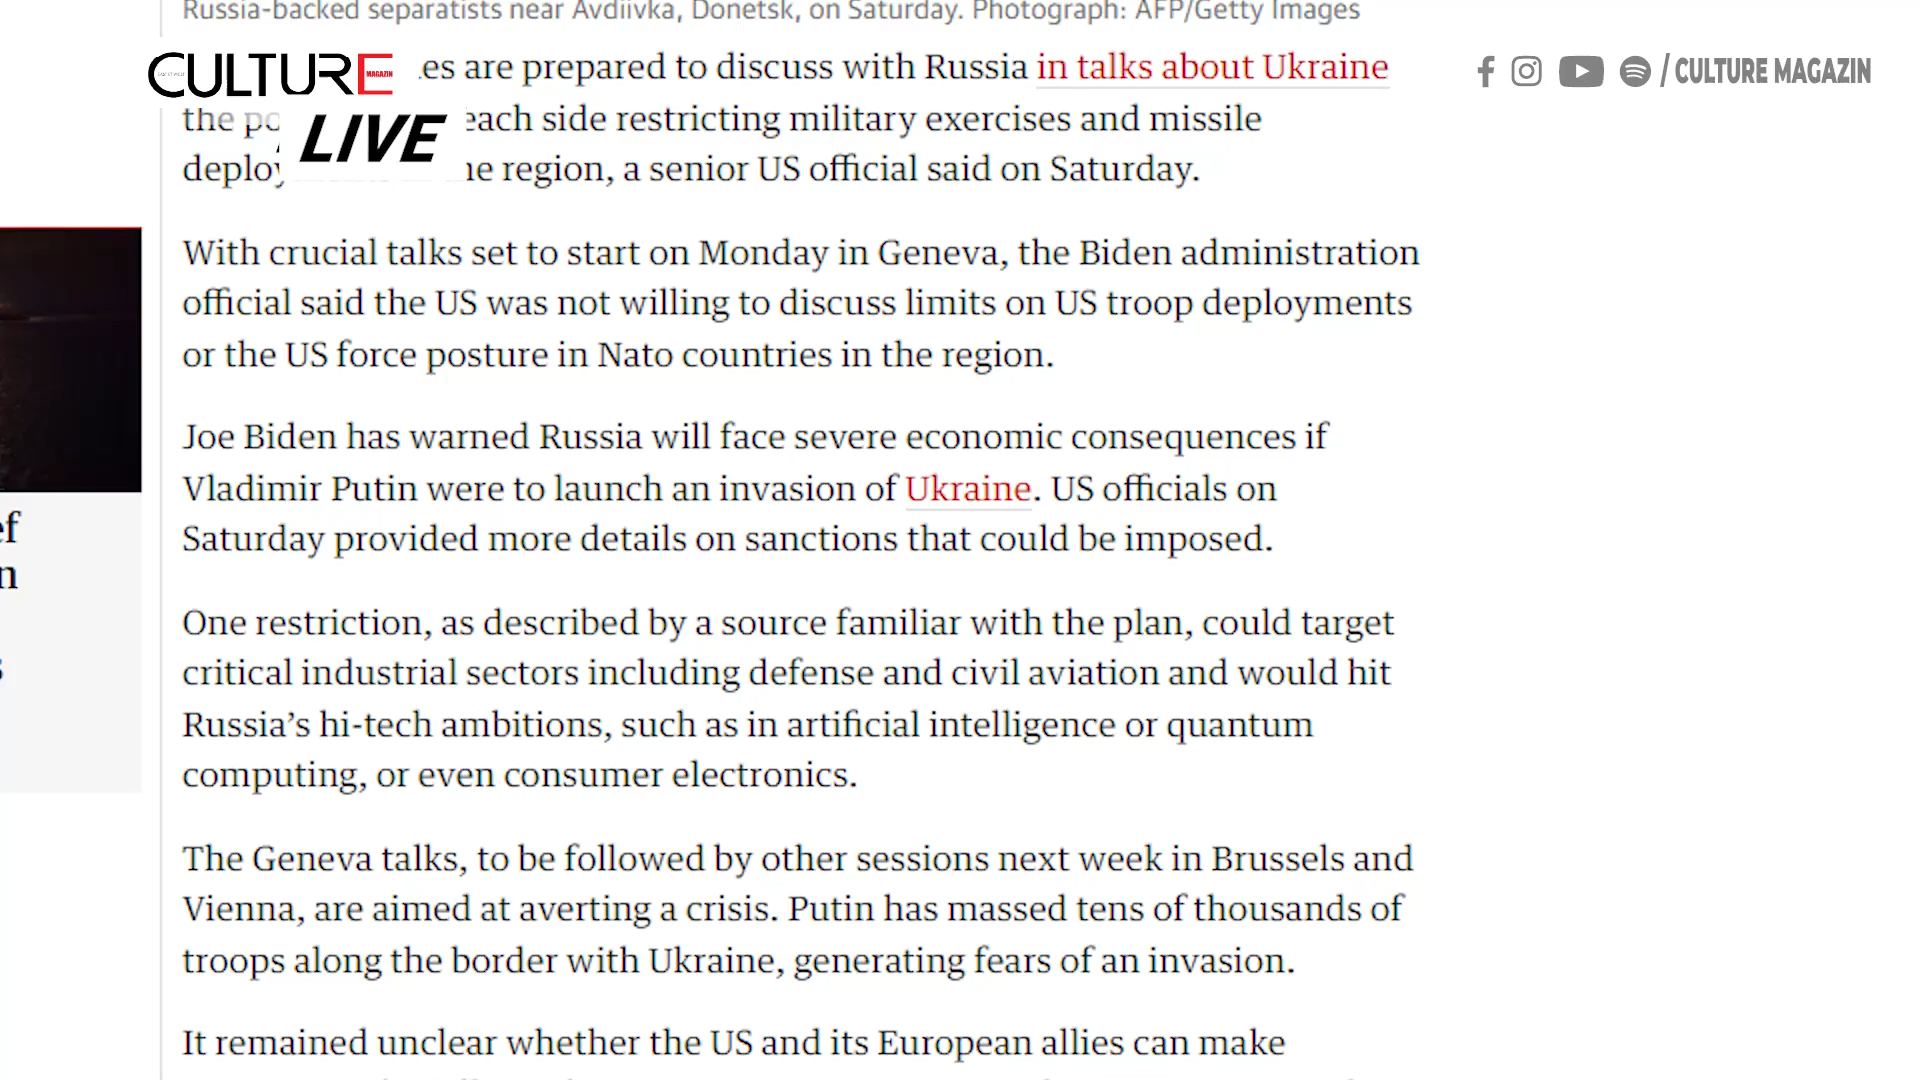 Russia-backed separatists near Avdiivka, Donetsk, on Saturday. Photograph: AFP/Getty Images
CULTURE
MAGAZIN
LIVE
/ CULTURE MAGAZIN
es are prepared to discuss with Russia in talks about Ukraine
the po each side restricting military exercises and missile
deploy he region, a senior US official said on Saturday.
With crucial talks set to start on Monday in Geneva, the Biden administration
official said the US was not willing to discuss limits on US troop deployments
or the US force posture in Nato countries in the region.
Joe Biden has warned Russia will face severe economic consequences if
Vladimir Putin were to launch an invasion of Ukraine. US officials on
Saturday provided more details on sanctions that could be imposed.
One restriction, as described by a source familiar with the plan, could target
critical industrial sectors including defense and civil aviation and would hit
Russia’s hi-tech ambitions, such as in artificial intelligence or quantum
computing, or even consumer electronics.
The Geneva talks, to be followed by other sessions next week in Brussels and
Vienna, are aimed at averting a crisis. Putin has massed tens of thousands of
troops along the border with Ukraine, generating fears of an invasion.
It remained unclear whether the US and its European allies can make
ef
n
s